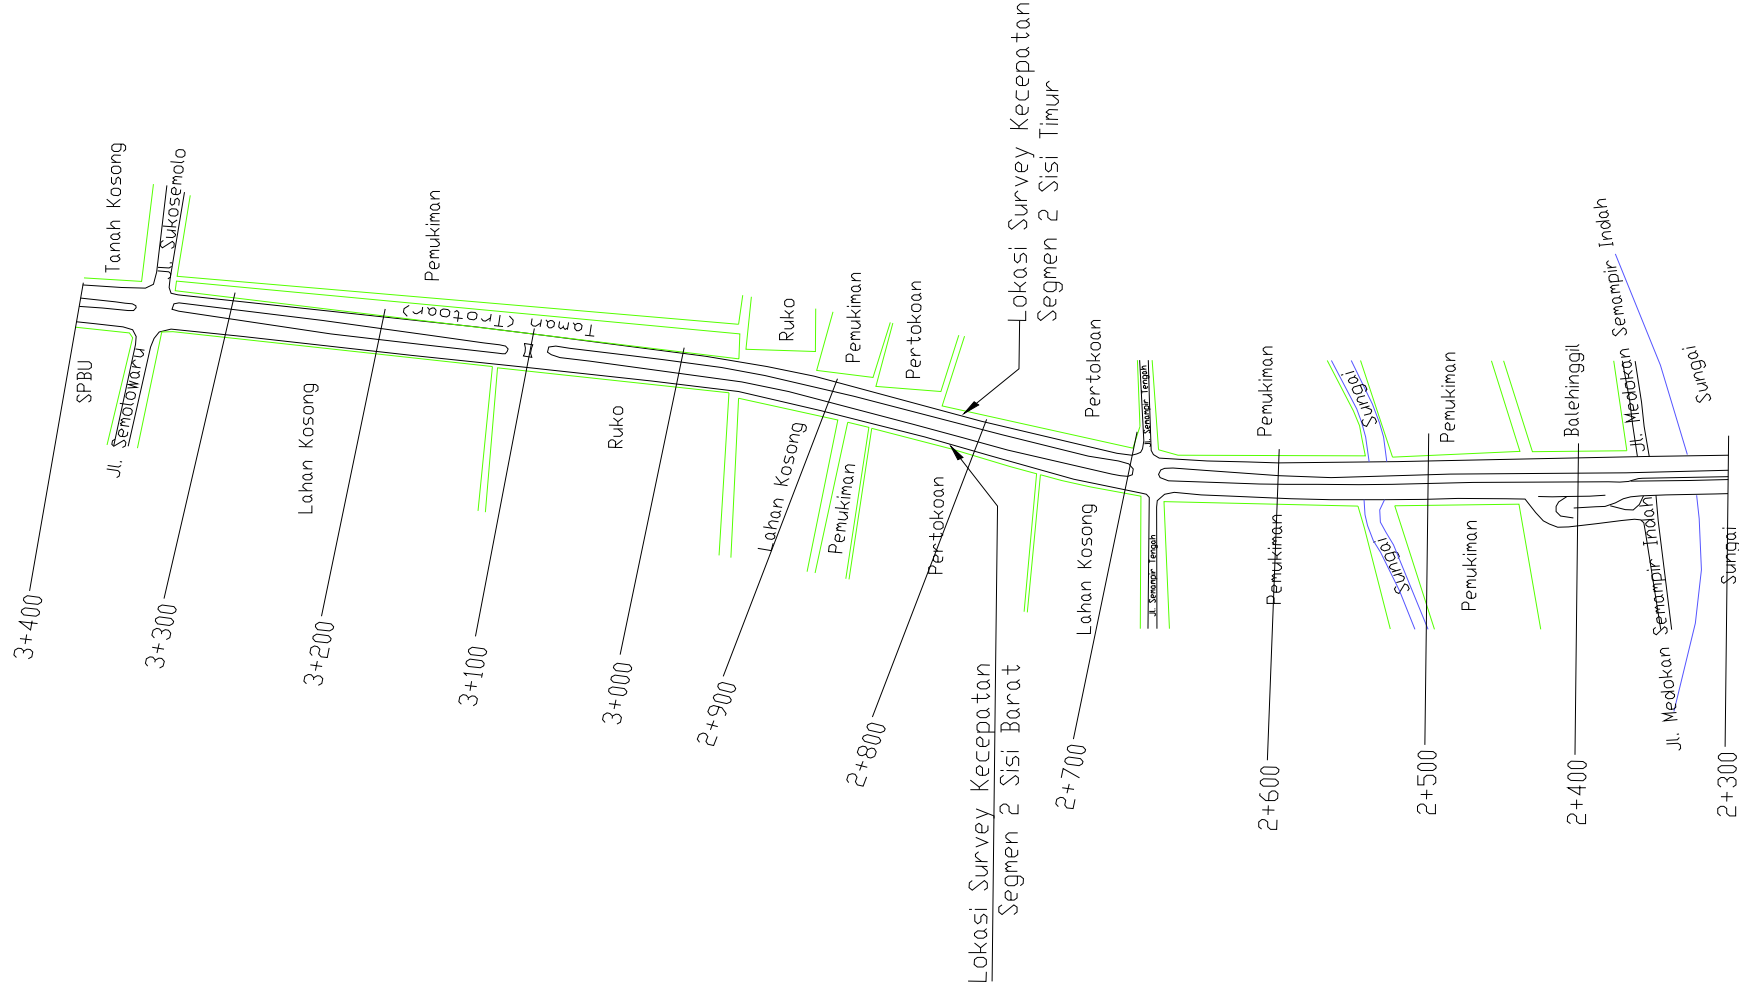 Tanah Kosong
Jl. Sukosemolo
SPBU
Jl. Semolowaru
Pemukiman
Taman (Trotoar)
Lahan Kosong
Ruko
Ruko
Pemukiman
Pertokoan
Lahan Kosong
Pemukiman
Pertokoan
Lokasi Survey Kecepatan
Segmen 2 Sisi Timur
Lokasi Survey Kecepatan
Segmen 2 Sisi Barat
Pertokoan
Lahan Kosong
Jl. Semampir Tengah
Jl. Semampir Tengah
Pemukiman
Pemukiman
Sungai
Sungai
Pemukiman
Pemukiman
Balehinggil
Jl. Medokan Semampir Indah
Jl. Medokan Semampir Indah
Sungai
Sungai
3+400
3+300
3+200
3+100
3+000
2+900
2+800
2+700
2+600
2+500
2+400
2+300